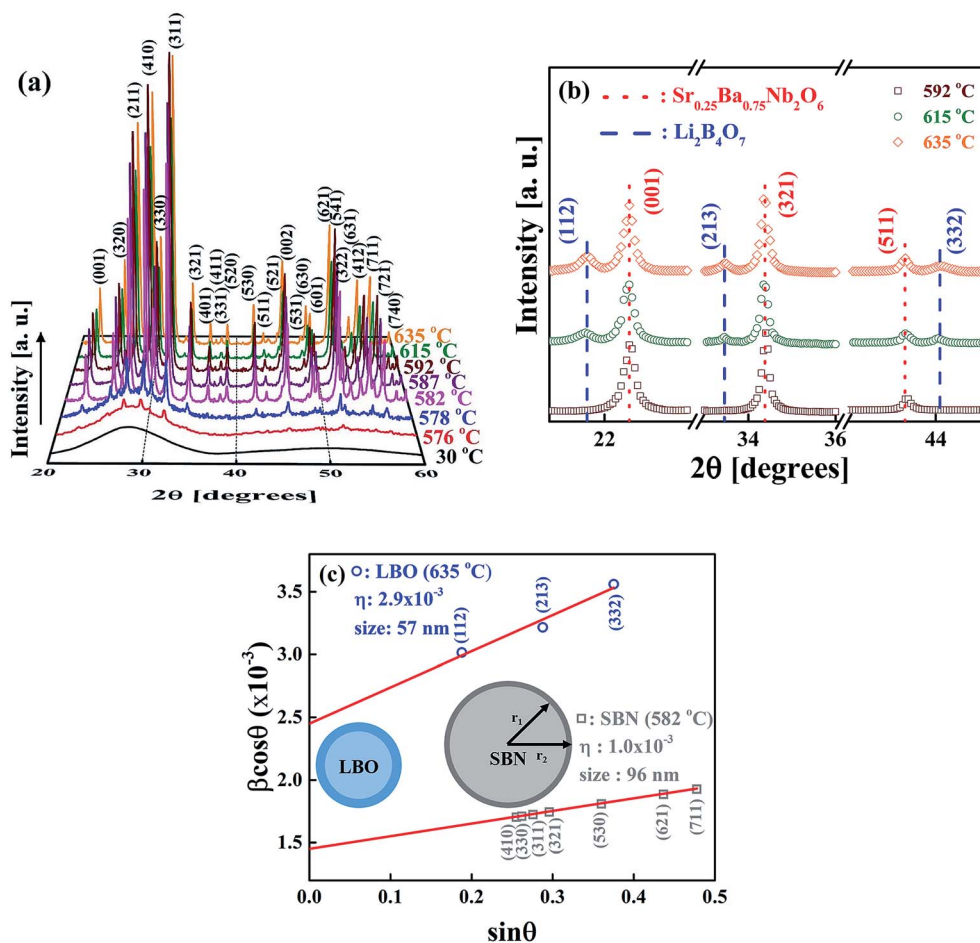 (a)
(001)
(320)
(211)
(410)
(330)
(311)
(321)
(401)
(411)
(331)
(520)
(530)
(511)
(521)
(002)
(531)
(630)
(601)
(621)
(541)
(322)
(631)
(412)
(711)
(721)
(740)
635 °C
615 °C
592 °C
587 °C
582 °C
578 °C
576 °C
30 °C
Intensity [a. u.]
20 30 40 50 60
2θ [degrees]
(b)
: Sr0.25Ba0.75Nb2O6
: Li2B4O7
592 °C
615 °C
635 °C
(112)
(001)
(213)
(321)
(511)
(332)
Intensity [a. u.]
22 34 36 44
2θ [degrees]
(c)
: LBO (635 °C)
η: 2.9x10⁻³
size: 57 nm
(112)
(213)
(332)
LBO
r1
r2
SBN
: SBN (582 °C)
η : 1.0x10⁻³
size : 96 nm
(410)
(330)
(311)
(321)
(530)
(621)
(711)
3.5
3.0
2.5
2.0
1.5
βcosθ (x10⁻³)
0.0 0.1 0.2 0.3 0.4 0.5
sinθ